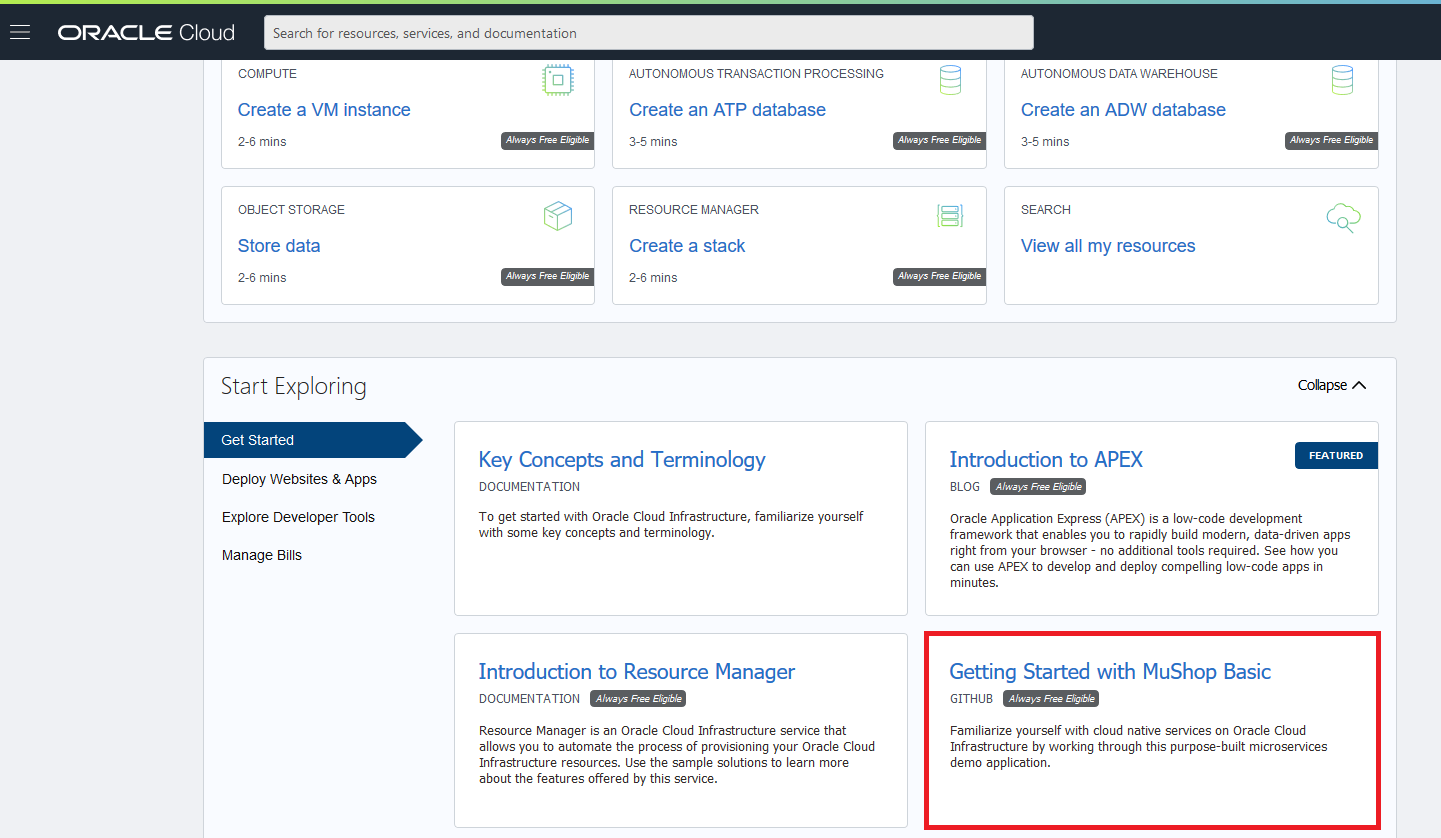 ORACLE Cloud
Search for resources, services, and documentation
COMPUTE
Create a VM instance
2-6 mins
Always Free Eligible
AUTONOMOUS TRANSACTION PROCESSING
Create an ATP database
3-5 mins
Always Free Eligible
AUTONOMOUS DATA WAREHOUSE
Create an ADW database
3-5 mins
Always Free Eligible
OBJECT STORAGE
Store data
2-6 mins
Always Free Eligible
RESOURCE MANAGER
Create a stack
2-6 mins
Always Free Eligible
SEARCH
View all my resources
Start Exploring
Collapse
Get Started
Deploy Websites & Apps
Explore Developer Tools
Manage Bills
Key Concepts and Terminology
DOCUMENTATION
To get started with Oracle Cloud Infrastructure, familiarize yourself
with some key concepts and terminology.
Introduction to APEX
FEATURED
BLOG Always Free Eligible
Oracle Application Express (APEX) is a low-code development
framework that enables you to rapidly build modern, data-driven apps
right from your browser - no additional tools required. See how you
can use APEX to develop and deploy compelling low-code apps in
minutes.
Introduction to Resource Manager
DOCUMENTATION Always Free Eligible
Resource Manager is an Oracle Cloud Infrastructure service that
allows you to automate the process of provisioning your Oracle Cloud
Infrastructure resources. Use the sample solutions to learn more
about the features offered by this service.
Getting Started with MuShop Basic
GITHUB Always Free Eligible
Familiarize yourself with cloud native services on Oracle Cloud
Infrastructure by working through this purpose-built microservices
demo application.